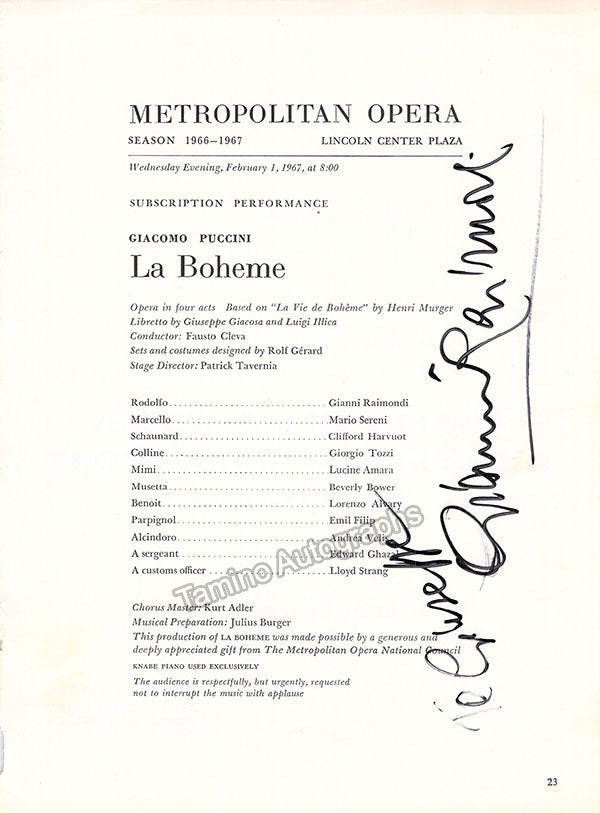 METROPOLITAN OPERA
SEASON 1966–1967 LINCOLN CENTER PLAZA
Wednesday Evening, February 1, 1967, at 8:00
SUBSCRIPTION PERFORMANCE
GIACOMO PUCCINI
La Boheme
Opera in four acts Based on "La Vie de Bohème" by Henri Murger
Libretto by Giuseppe Giacosa and Luigi Illica
Conductor: Fausto Cleva
Sets and costumes designed by Rolf Gérard
Stage Director: Patrick Tavernia
Rodolfo.............................Gianni Raimondi
Marcello............................Mario Sereni
Schaunard...........................Clifford Harvuot
Colline.............................Giorgio Tozzi
Mimi................................Lucine Amara
Musetta.............................Beverly Bower
Benoit..............................Lorenzo Alvary
Parpignol...........................Emil Filip
Alcindoro...........................Andrea Velis
A sergeant..........................Edward Ghazal
A customs officer...................Lloyd Strang
Chorus Master: Kurt Adler
Musical Preparation: Julius Burger
This production of LA BOHEME was made possible by a generous and
deeply appreciated gift from The Metropolitan Opera National Council
KNABE PIANO USED EXCLUSIVELY
The audience is respectfully, but urgently, requested
not to interrupt the music with applause
Gianni Raimondi
Tamino Autographs
23